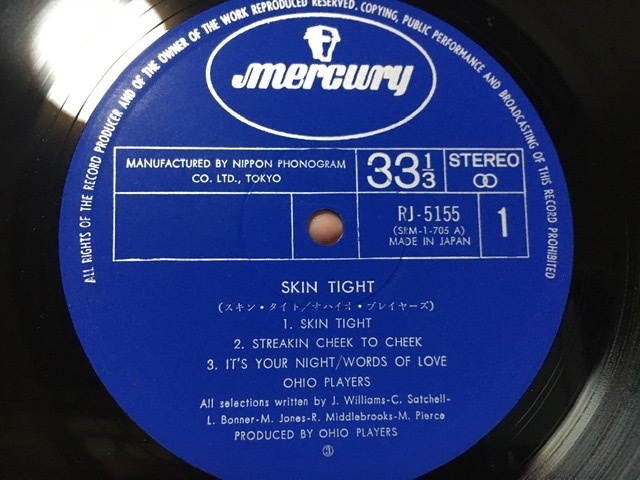 ALL RIGHTS OF THE RECORD PRODUCER AND OF THE OWNER OF THE WORK REPRODUCED RESERVED. COPYING, PUBLIC PERFORMANCE AND BROADCASTING OF THIS RECORD PROHIBITED
mercury
MANUFACTURED BY NIPPON PHONOGRAM
CO. LTD., TOKYO
33 1/3
STEREO
RJ-5155
(SRM-1-705 A)
MADE IN JAPAN
1
SKIN TIGHT
(スキン・タイト/オハイオ・プレイヤーズ)
1. SKIN TIGHT
2. STREAKIN CHEEK TO CHEEK
3. IT'S YOUR NIGHT/WORDS OF LOVE
OHIO PLAYERS
All selections written by J. Williams-C. Satchell-
L. Bonner-M. Jones-R. Middlebrooks-M. Pierce
PRODUCED BY OHIO PLAYERS
③